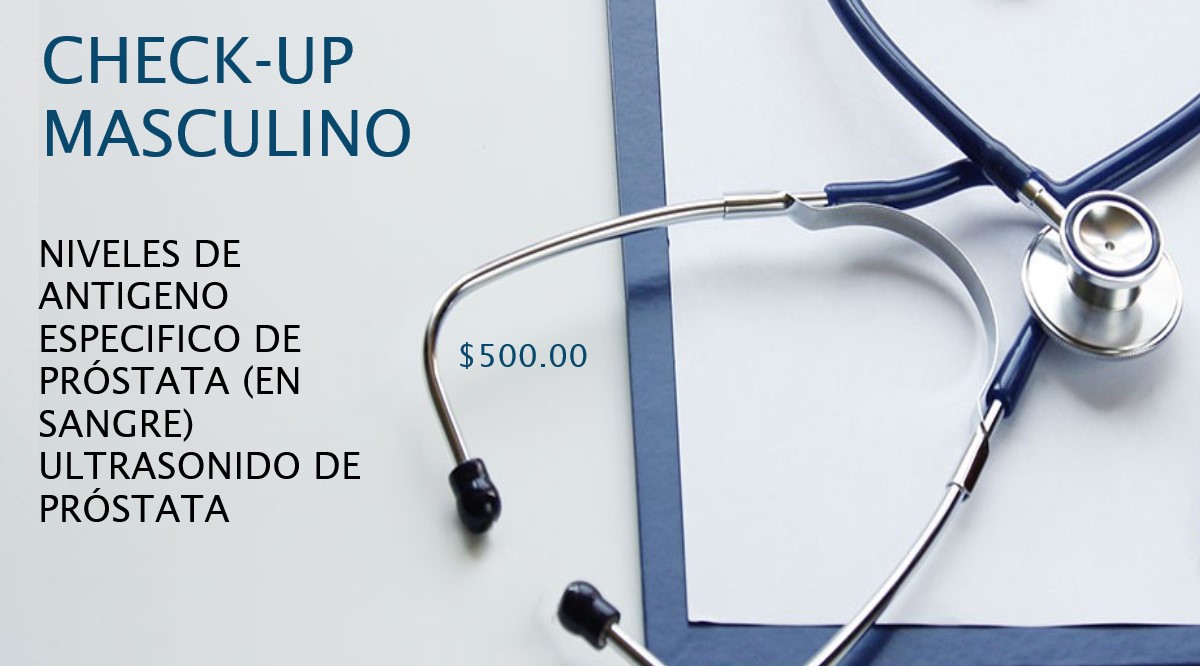 CHECK-UP
MASCULINO
NIVELES DE
ANTIGENO
ESPECIFICO DE
PRÓSTATA (EN
SANGRE)
ULTRASONIDO DE
PRÓSTATA
$500.00